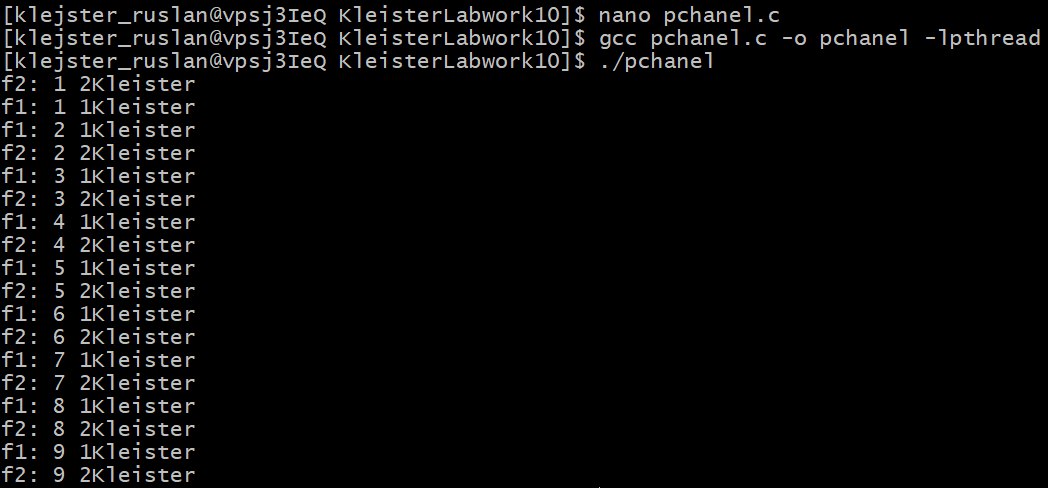 [klejster_ruslan@vpsj3IeQ KleisterLabwork10]$ nano pchanel.c
[klejster_ruslan@vpsj3IeQ KleisterLabwork10]$ gcc pchanel.c -o pchanel -lpthread
[klejster_ruslan@vpsj3IeQ KleisterLabwork10]$ ./pchanel
f2: 1 2Kleister
f1: 1 1Kleister
f1: 2 1Kleister
f2: 2 2Kleister
f1: 3 1Kleister
f2: 3 2Kleister
f1: 4 1Kleister
f2: 4 2Kleister
f1: 5 1Kleister
f2: 5 2Kleister
f1: 6 1Kleister
f2: 6 2Kleister
f1: 7 1Kleister
f2: 7 2Kleister
f1: 8 1Kleister
f2: 8 2Kleister
f1: 9 1Kleister
f2: 9 2Kleister